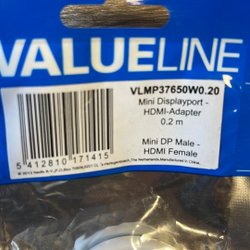 VALUELINE
VLMP37650W0.20
Mini Displayport -
HDMI-Adapter
0.2 m
Mini DP Male -
HDMI Female
5 412810 171415